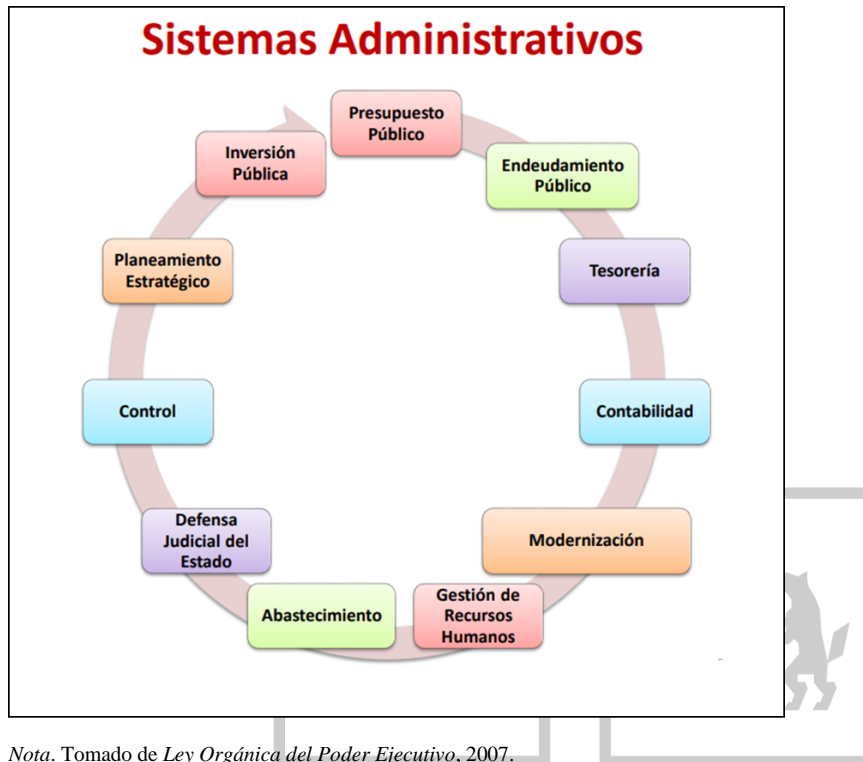 Sistemas Administrativos
Presupuesto
Público
Endeudamiento
Público
Tesorería
Contabilidad
Modernización
Gestión de
Recursos
Humanos
Abastecimiento
Defensa
Judicial del
Estado
Control
Planeamiento
Estratégico
Inversión
Pública
Nota. Tomado de Ley Orgánica del Poder Ejecutivo, 2007.